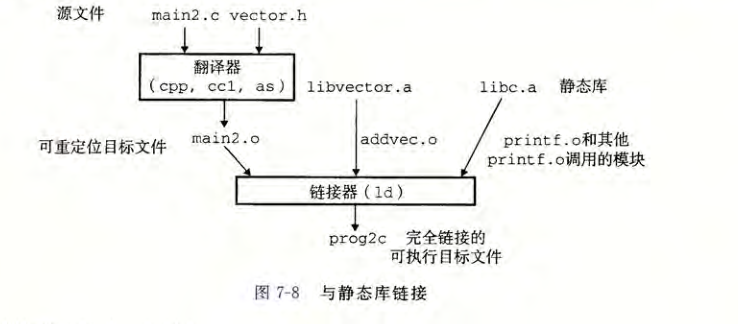 源文件 main2.c vector.h
翻译器
(cpp, cc1, as) libvector.a libc.a 静态库
可重定位目标文件 main2.o addvec.o printf.o和其他
printf.o调用的模块
链接器(ld)
prog2c 完全链接的
可执行目标文件
图 7-8 与静态库链接